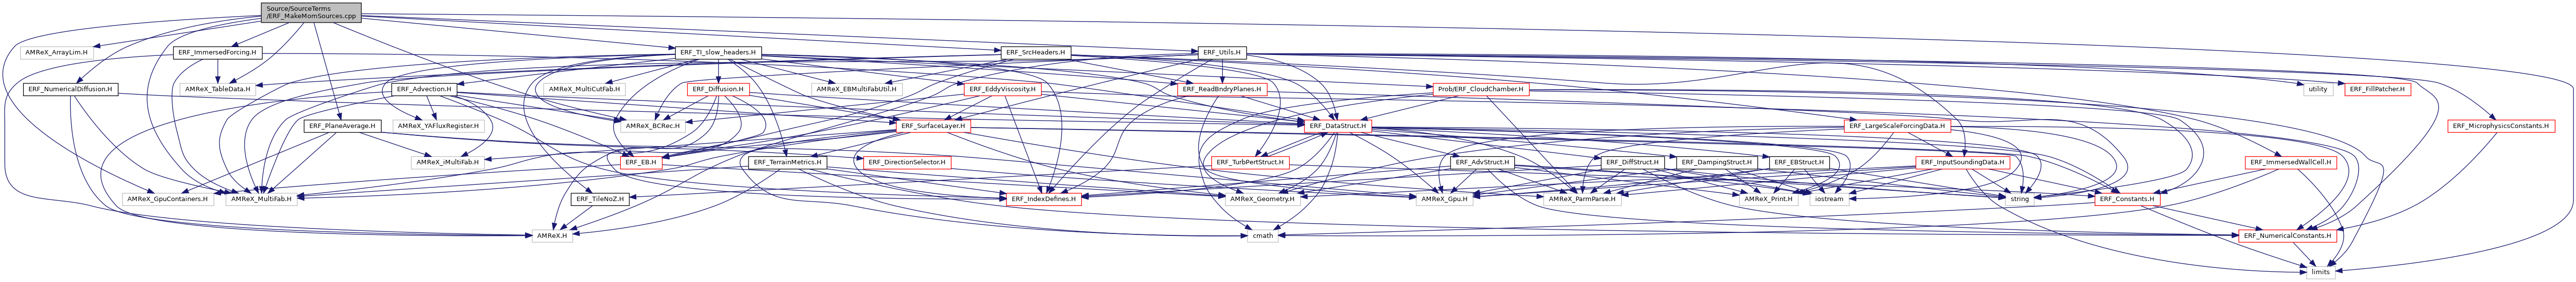 Source/SourceTerms
/ERF_MakeMomSources.cpp
AMReX_ArrayLim.H
ERF_ImmersedForcing.H
ERF_TI_slow_headers.H
ERF_SrcHeaders.H
ERF_Utils.H
ERF_NumericalDiffusion.H
AMReX_TableData.H
ERF_Advection.H
AMReX_MultiCutFab.H
ERF_Diffusion.H
AMReX_EBMultiFabUtil.H
ERF_EddyViscosity.H
ERF_ReadBndryPlanes.H
Prob/ERF_CloudChamber.H
utility
ERF_FillPatcher.H
ERF_PlaneAverage.H
AMReX_YAFluxRegister.H
AMReX_BCRec.H
ERF_SurfaceLayer.H
ERF_DataStruct.H
ERF_LargeScaleForcingData.H
ERF_MicrophysicsConstants.H
AMReX_iMultiFab.H
ERF_EB.H
ERF_TerrainMetrics.H
ERF_DirectionSelector.H
ERF_TurbPertStruct.H
ERF_AdvStruct.H
ERF_DiffStruct.H
ERF_DampingStruct.H
ERF_EBStruct.H
ERF_InputSoundingData.H
ERF_ImmersedWallCell.H
AMReX_GpuContainers.H
AMReX_MultiFab.H
ERF_TileNoZ.H
ERF_IndexDefines.H
AMReX_Geometry.H
AMReX_Gpu.H
AMReX_ParmParse.H
AMReX_Print.H
iostream
string
ERF_Constants.H
AMReX.H
cmath
ERF_NumericalConstants.H
limits